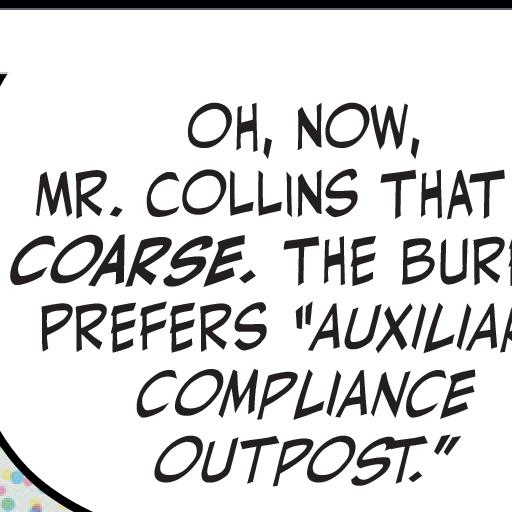 OH, NOW,
MR. COLLINS THAT
COARSE. THE
PREFERS
COMPLIANCE
OUTPOST."